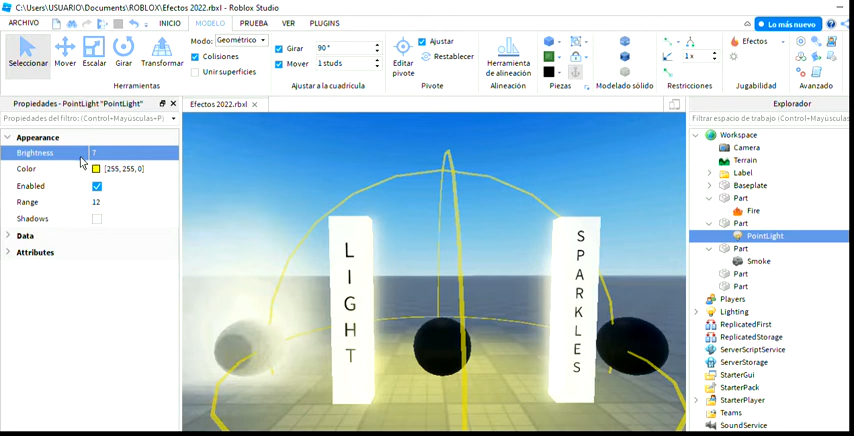 C:\Users\USUARIO\Documents\ROBLOX\Efectos 2022.rbxl - Roblox Studio
ARCHIVO
INICIO MODELO PRUEBA VER PLUGINS
Lo más nuevo
Seleccionar
Mover
Escalar
Girar
Transformar
Modo: Geométrico
Colisiones
Unir superficies
Herramientas
Girar 90°
Mover 1 studs
Ajustar a la cuadrícula
Editar pivote
Ajustar
Restablecer
Pivote
Herramienta de alineación
Alineación
Piezas
Modelado sólido
1 x
Restricciones
Efectos
Jugabilidad
Avanzado
Propiedades - PointLight "PointLight"
Propiedades del filtro (Control+Mayúsculas+P)
Appearance
Brightness 7
Color [255,255,0]
Enabled
Range 12
Shadows
Data
Attributes
Efectos 2022.rbxl
LIGHT
SPARKLES
Explorador
Filtrar espacio de trabajo (Control+Mayúsculas
Workspace
Camera
Terrain
Label
Baseplate
Part
Fire
Part
PointLight
Part
Smoke
Part
Part
Players
Lighting
ReplicatedFirst
ReplicatedStorage
ServerScriptService
ServerStorage
StarterGui
StarterPack
StarterPlayer
Teams
SoundService